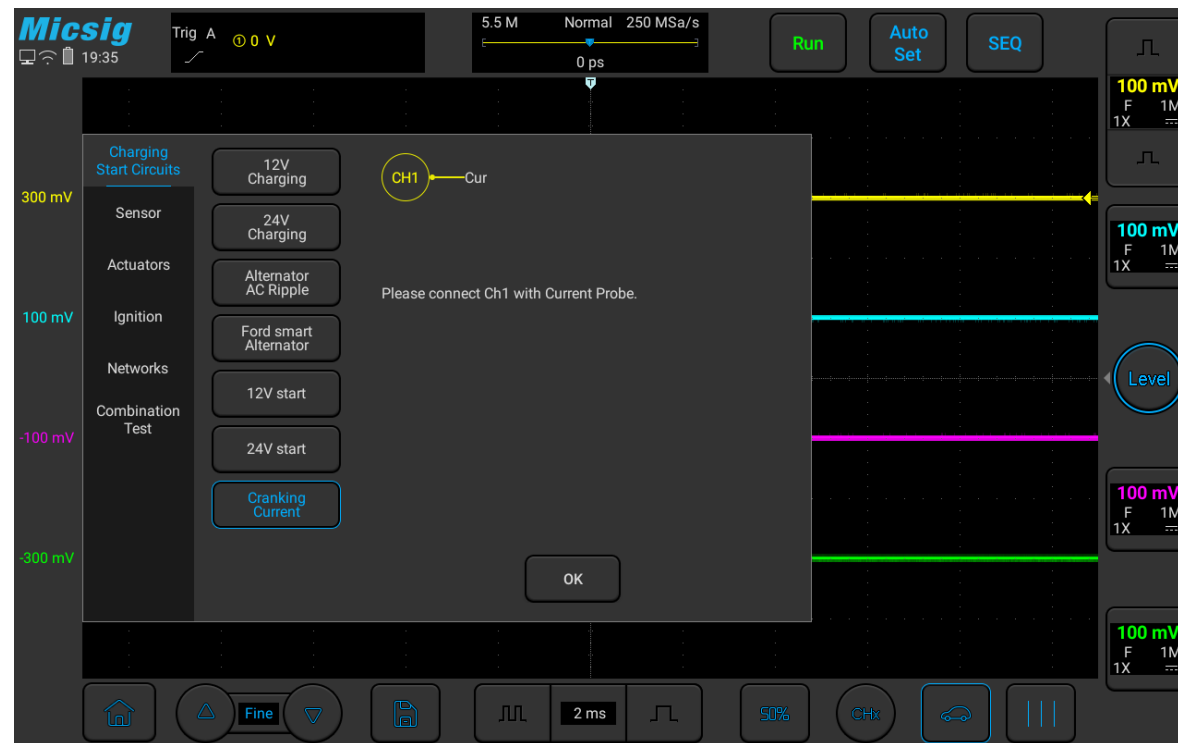 Micsig
19:35
Trig A ① 0 V
5.5 M Normal 250 MSa/s
0 ps
Run
Auto
Set
SEQ
T
100 mV
F 1M
1X
Charging
Start Circuits
Sensor
Actuators
Ignition
Networks
Combination
Test
12V
Charging
24V
Charging
Alternator
AC Ripple
Ford smart
Alternator
12V start
24V start
Cranking
Current
CH1 Cur
Please connect Ch1 with Current Probe.
OK
300 mV
100 mV
-100 mV
-300 mV
100 mV
F 1M
1X
Level
100 mV
F 1M
1X
100 mV
F 1M
1X
Fine
2 ms
50%
CHx